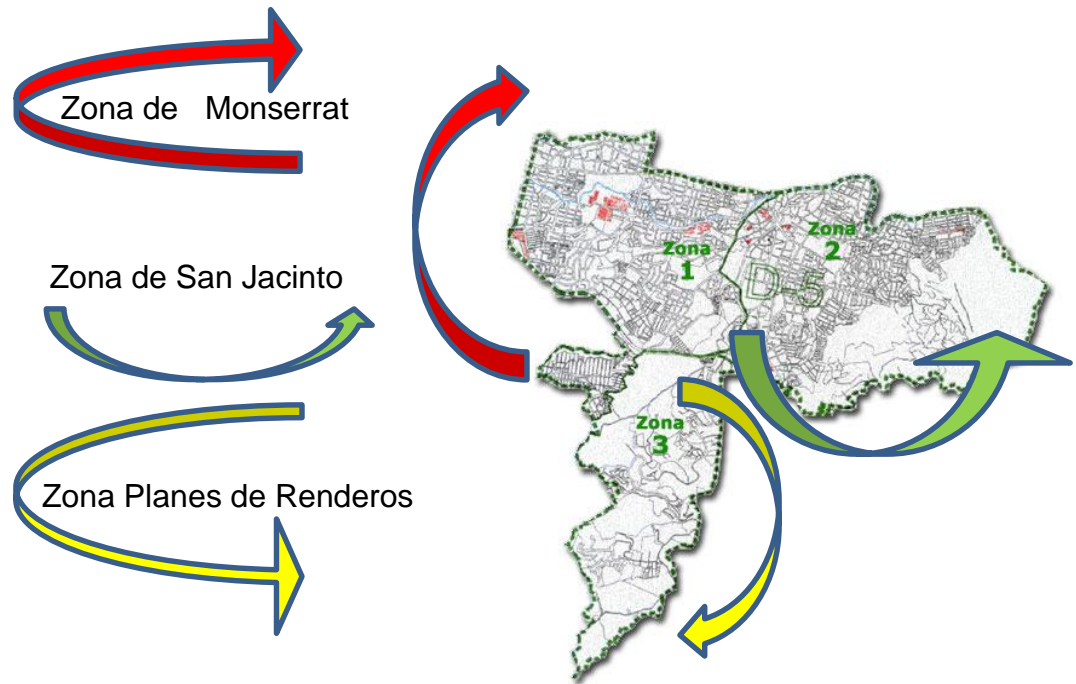 Zona de Monserrat
Zona de San Jacinto
Zona Planes de Renderos
Zona
1
Zona
2
D-5
Zona
3